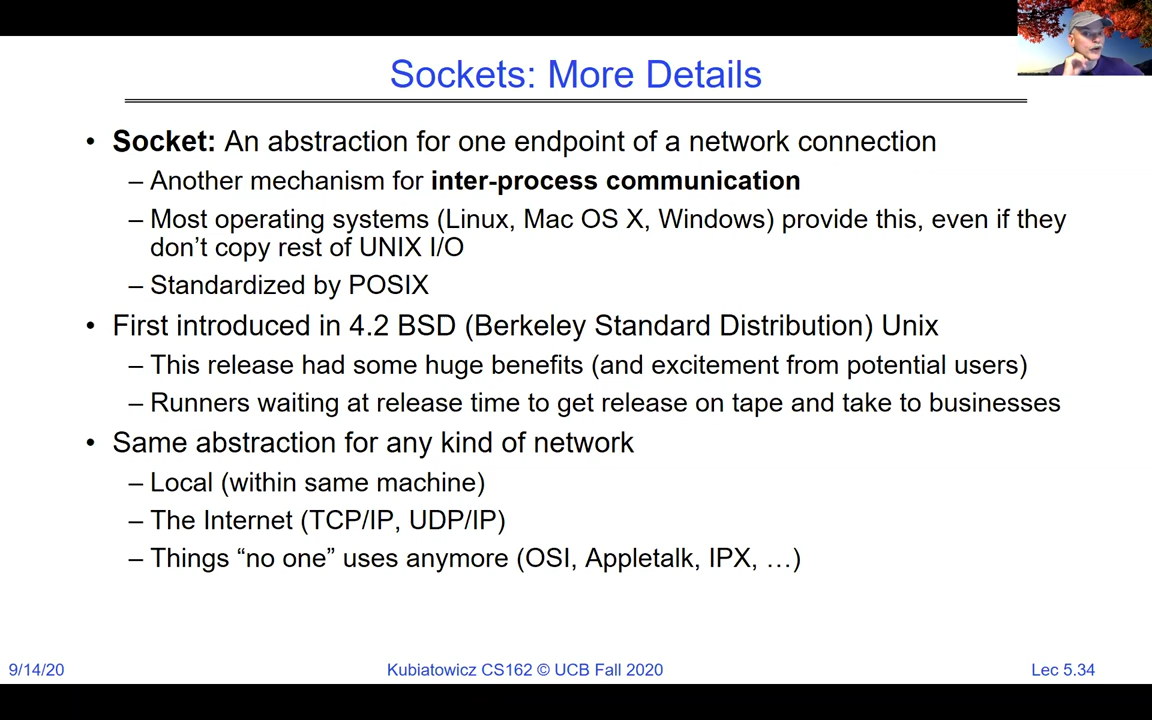 Sockets: More Details
• Socket: An abstraction for one endpoint of a network connection
– Another mechanism for inter-process communication
– Most operating systems (Linux, Mac OS X, Windows) provide this, even if they
don’t copy rest of UNIX I/O
– Standardized by POSIX
• First introduced in 4.2 BSD (Berkeley Standard Distribution) Unix
– This release had some huge benefits (and excitement from potential users)
– Runners waiting at release time to get release on tape and take to businesses
• Same abstraction for any kind of network
– Local (within same machine)
– The Internet (TCP/IP, UDP/IP)
– Things “no one” uses anymore (OSI, Appletalk, IPX, …)
9/14/20
Kubiatowicz CS162 © UCB Fall 2020
Lec 5.34